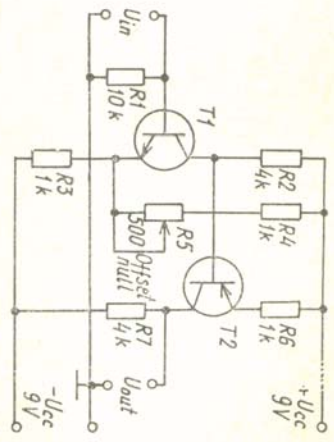 Uin
R1
10k
T1
R3
1k
R2
4k
R5
500
Offset
null
R4
1k
T2
R7
4k
R6
1k
Uout
-Ucc
9V
+Ucc
9V